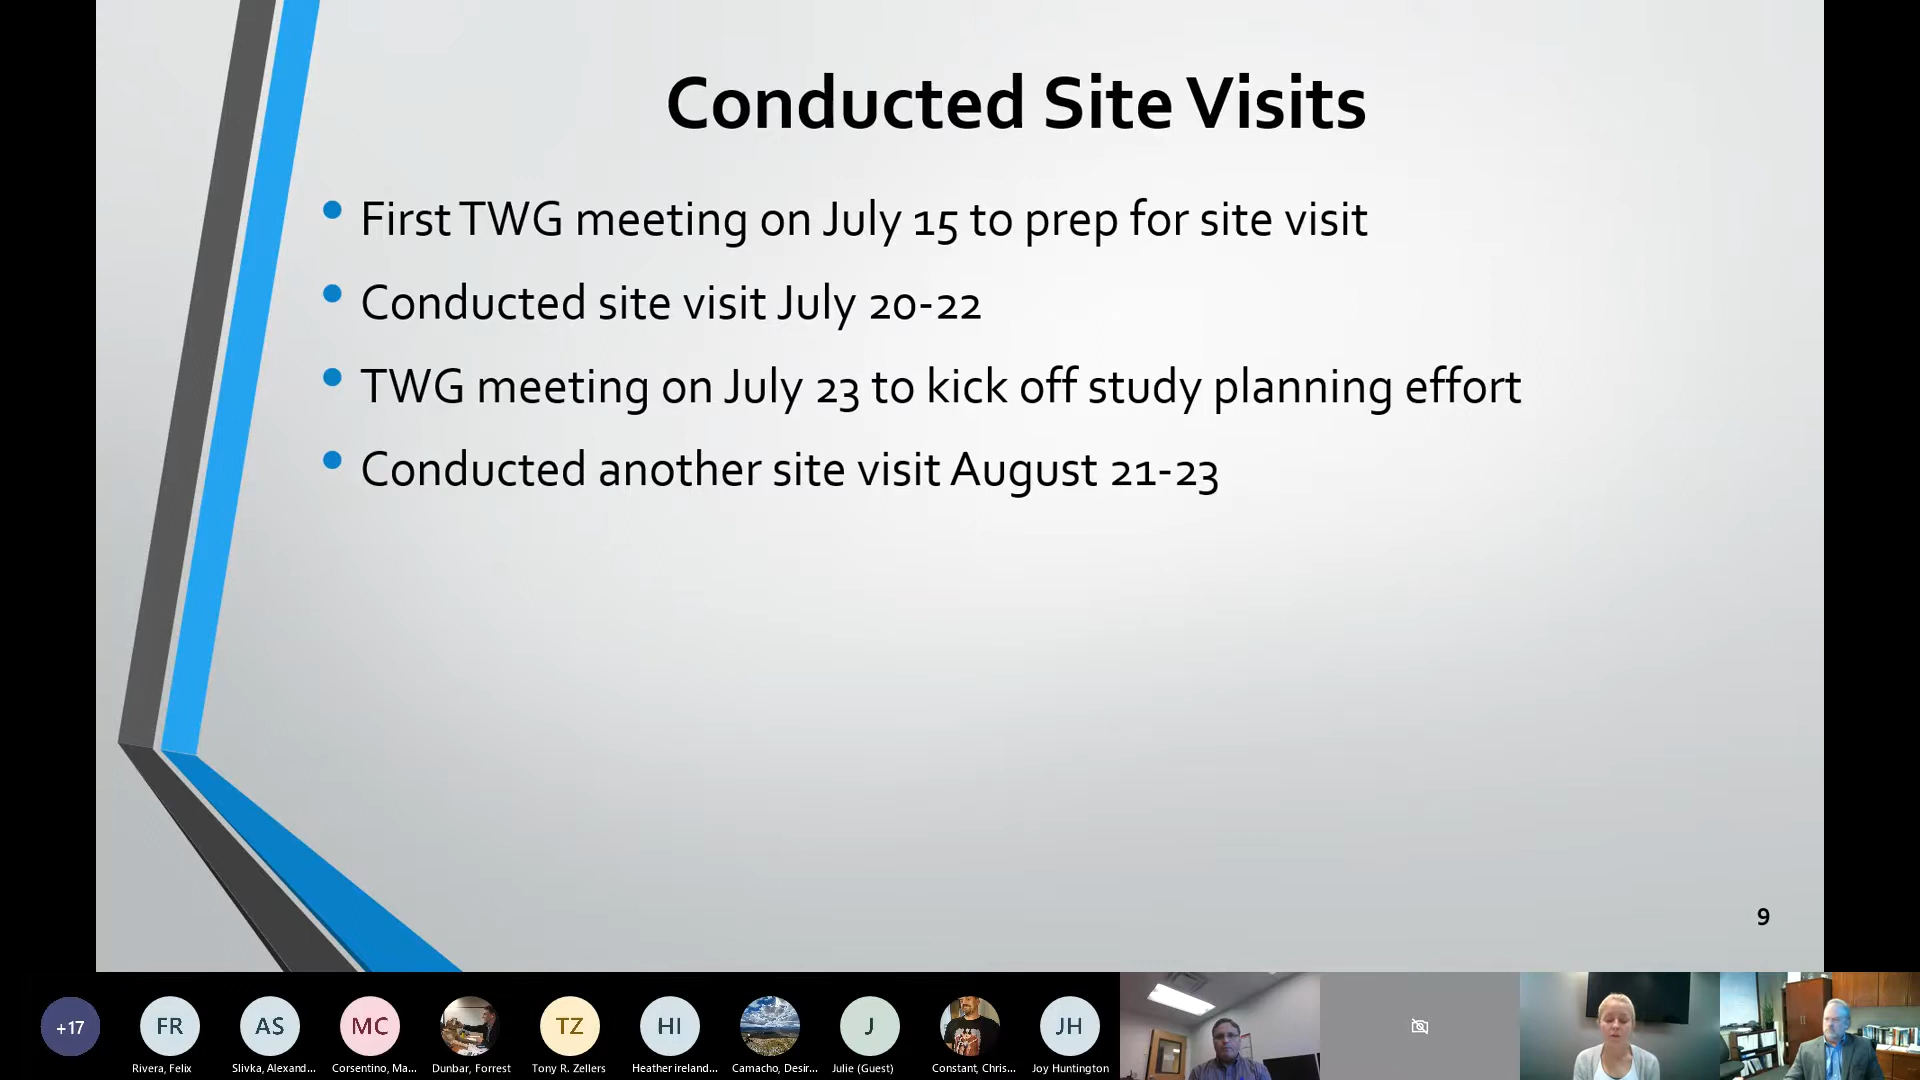 Conducted Site Visits
First TWG meeting on July 15 to prep for site visit
Conducted site visit July 20-22
TWG meeting on July 23 to kick off study planning effort
Conducted another site visit August 21-23
9
+17
FR
AS
MC
TZ
HI
J
JH
Rivera, Felix
Slivka, Alexand...
Corsentino, Ma...
Dunbar, Forrest
Tony R. Zellers
Heather ireland...
Camacho, Desir...
Julie (Guest)
Constant, Chris...
Joy Huntington